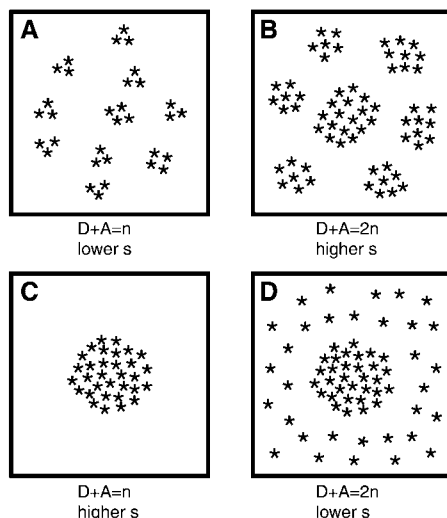 A
B
D+A=n
lower s
D+A=2n
higher s
C
D
D+A=n
higher s
D+A=2n
lower s